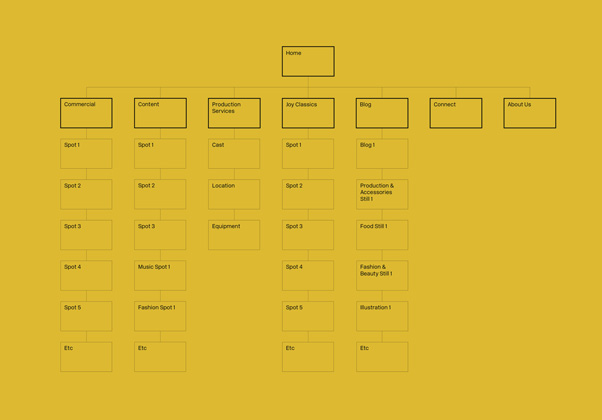 Home
Commercial
Content
Production
Services
Joy Classics
Blog
Connect
About Us
Spot 1
Spot 1
Cast
Spot 1
Blog 1
Spot 2
Spot 2
Location
Spot 2
Production &
Accessories
Still 1
Spot 3
Spot 3
Equipment
Spot 3
Food Still 1
Spot 4
Music Spot 1
Spot 4
Fashion &
Beauty Still 1
Spot 5
Fashion Spot 1
Spot 5
Illustration 1
Etc
Etc
Etc
Etc